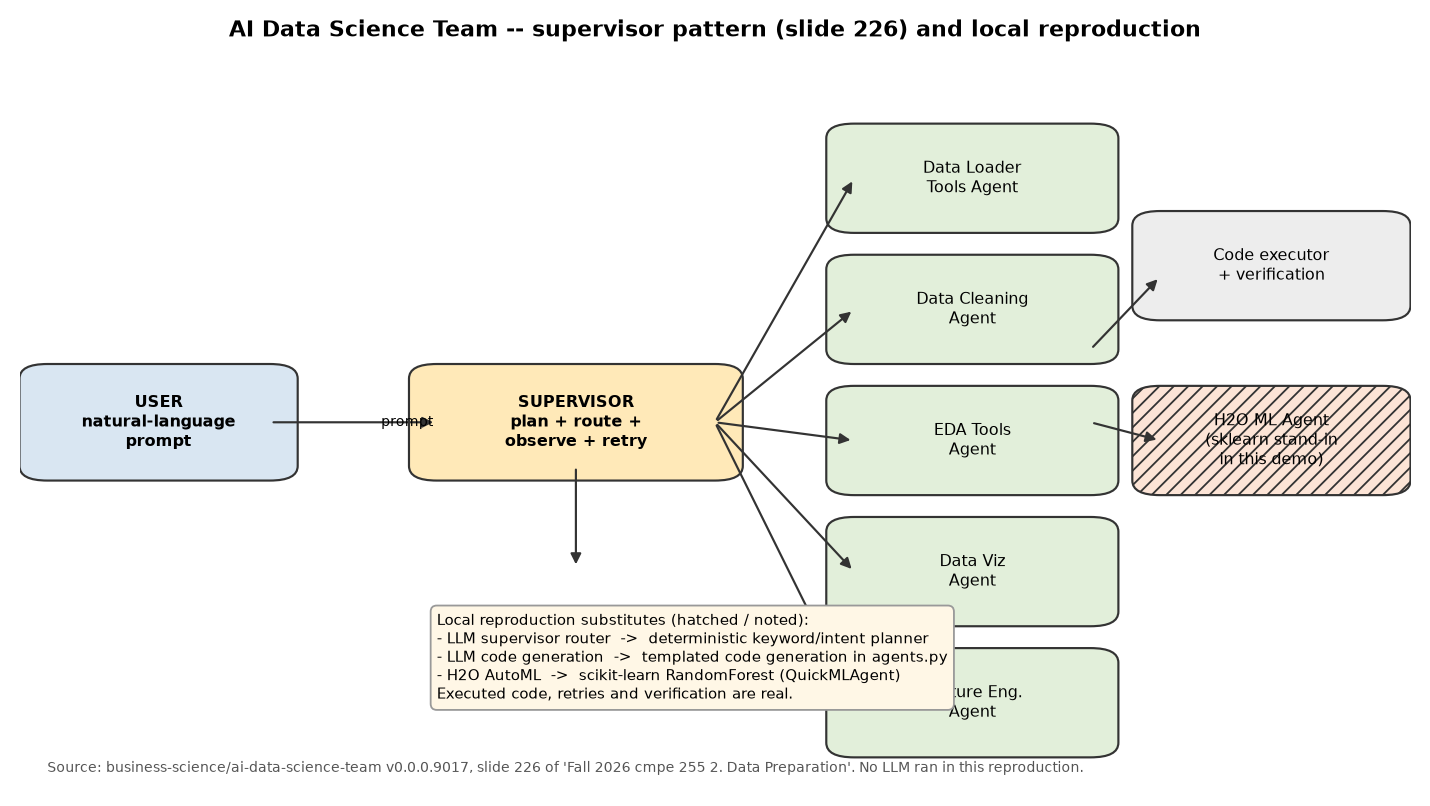 AI Data Science Team -- supervisor pattern (slide 226) and local reproduction
USER
natural-language
prompt
prompt
SUPERVISOR
plan + route +
observe + retry
Data Loader
Tools Agent
Data Cleaning
Agent
EDA Tools
Agent
Data Viz
Agent
ture Eng.
Agent
Code executor
+ verification
H2O ML Agent
(sklearn stand-in
in this demo)
Local reproduction substitutes (hatched / noted):
- LLM supervisor router -> deterministic keyword/intent planner
- LLM code generation -> templated code generation in agents.py
- H2O AutoML -> scikit-learn RandomForest (QuickMLAgent)
Executed code, retries and verification are real.
Source: business-science/ai-data-science-team v0.0.0.9017, slide 226 of 'Fall 2026 cmpe 255 2. Data Preparation'. No LLM ran in this reproduction.